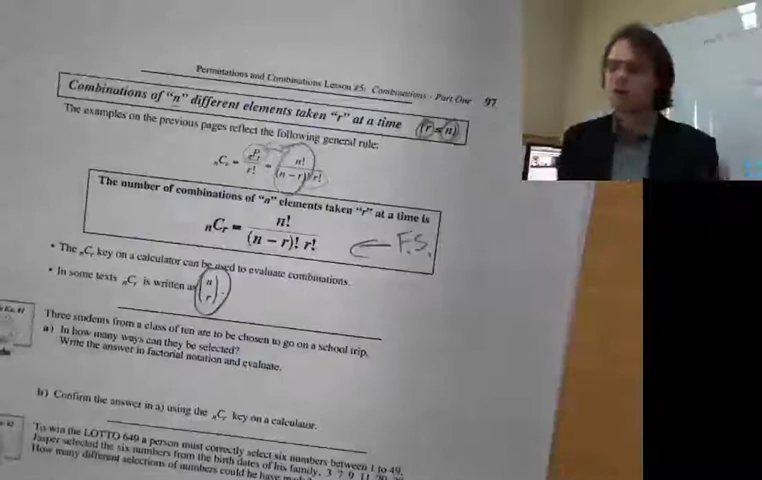 Permutations and Combinations Lesson #5: Combinations - Part One 97
Combinations of "n" different elements taken "r" at a time (r ≤ n)
The examples on the previous pages reflect the following general rule:
nCr = nPr / r! = n! / (n – r)! r!
The number of combinations of "n" elements taken "r" at a time is
nCr = n! / (n – r)! r! ← F.S.
• The nCr key on a calculator can be used to evaluate combinations.
• In some texts nCr is written as (n r).
Three students from a class of ten are to be chosen to go on a school trip.
a) In how many ways can they be selected?
Write the answer in factorial notation and evaluate.
b) Confirm the answer in a) using the nCr key on a calculator.
To win the LOTTO 649 a person must correctly select six numbers between 1 to 49.
Jasper selected the six numbers from the birth dates of his family, 3 7 9 11
How many different selections of numbers could he have